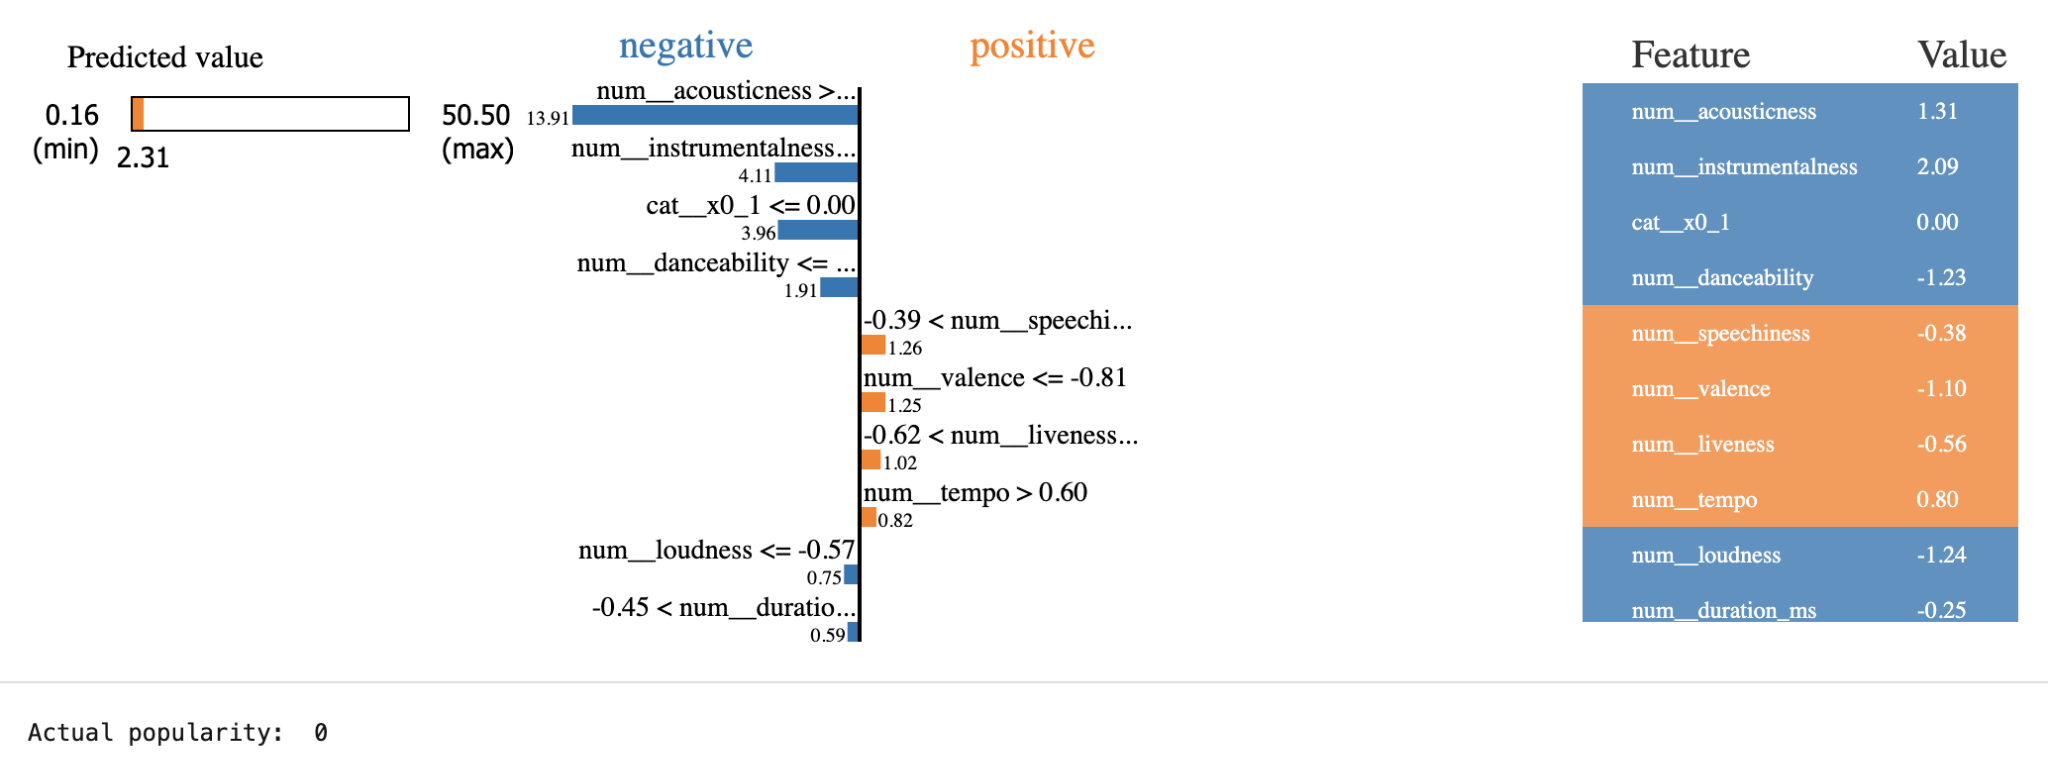 Predicted value
0.16
(min)
2.31
50.50
(max)
negative
positive
num__acousticness >...
13.91
num__instrumentalness...
4.11
cat__x0_1 <= 0.00
3.96
num__danceability <= ...
1.91
-0.39 < num__speechi...
1.26
num__valence <= -0.81
1.25
-0.62 < num__liveness...
1.02
num__tempo > 0.60
0.82
num__loudness <= -0.57
0.75
-0.45 < num__duratio...
0.59
Feature Value
num__acousticness 1.31
num__instrumentalness 2.09
cat__x0_1 0.00
num__danceability -1.23
num__speechiness -0.38
num__valence -1.10
num__liveness -0.56
num__tempo 0.80
num__loudness -1.24
num__duration_ms -0.25
Actual popularity: 0